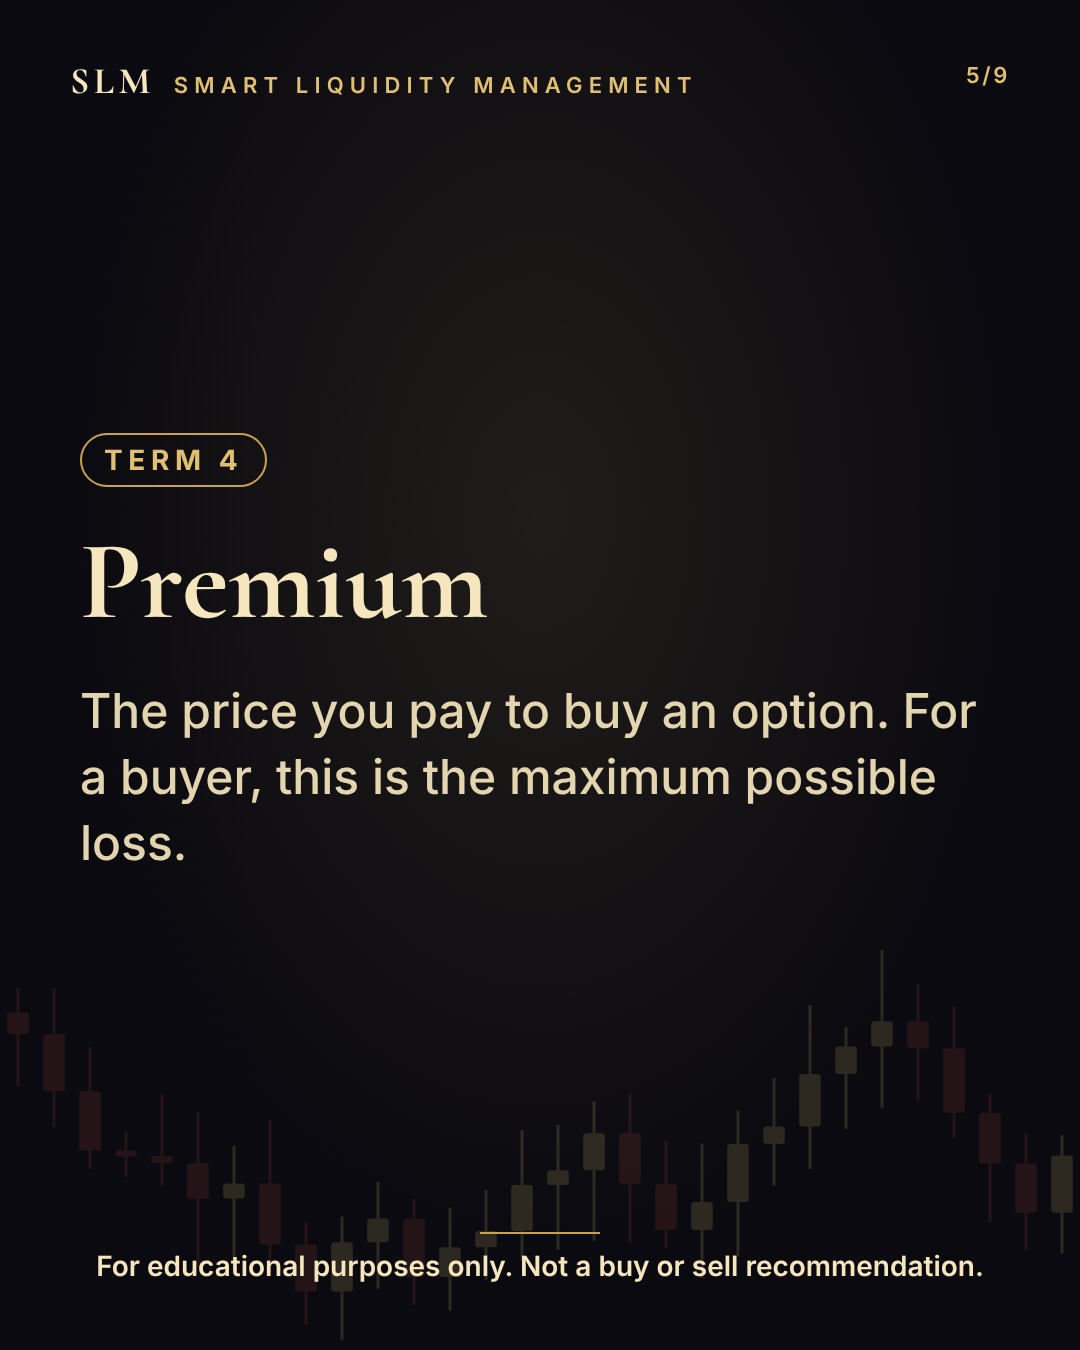 SLM SMART LIQUIDITY MANAGEMENT
5/9
TERM 4
Premium
The price you pay to buy an option. For
a buyer, this is the maximum possible
loss.
For educational purposes only. Not a buy or sell recommendation.